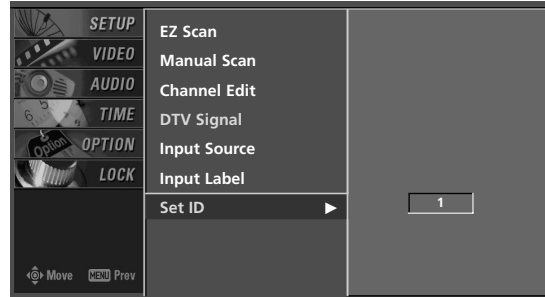 SETUP
VIDEO
AUDIO
TIME
OPTION
LOCK
EZ Scan
Manual Scan
Channel Edit
DTV Signal
Input Source
Input Label
Set ID ▶
1
Move MENU Prev
Option